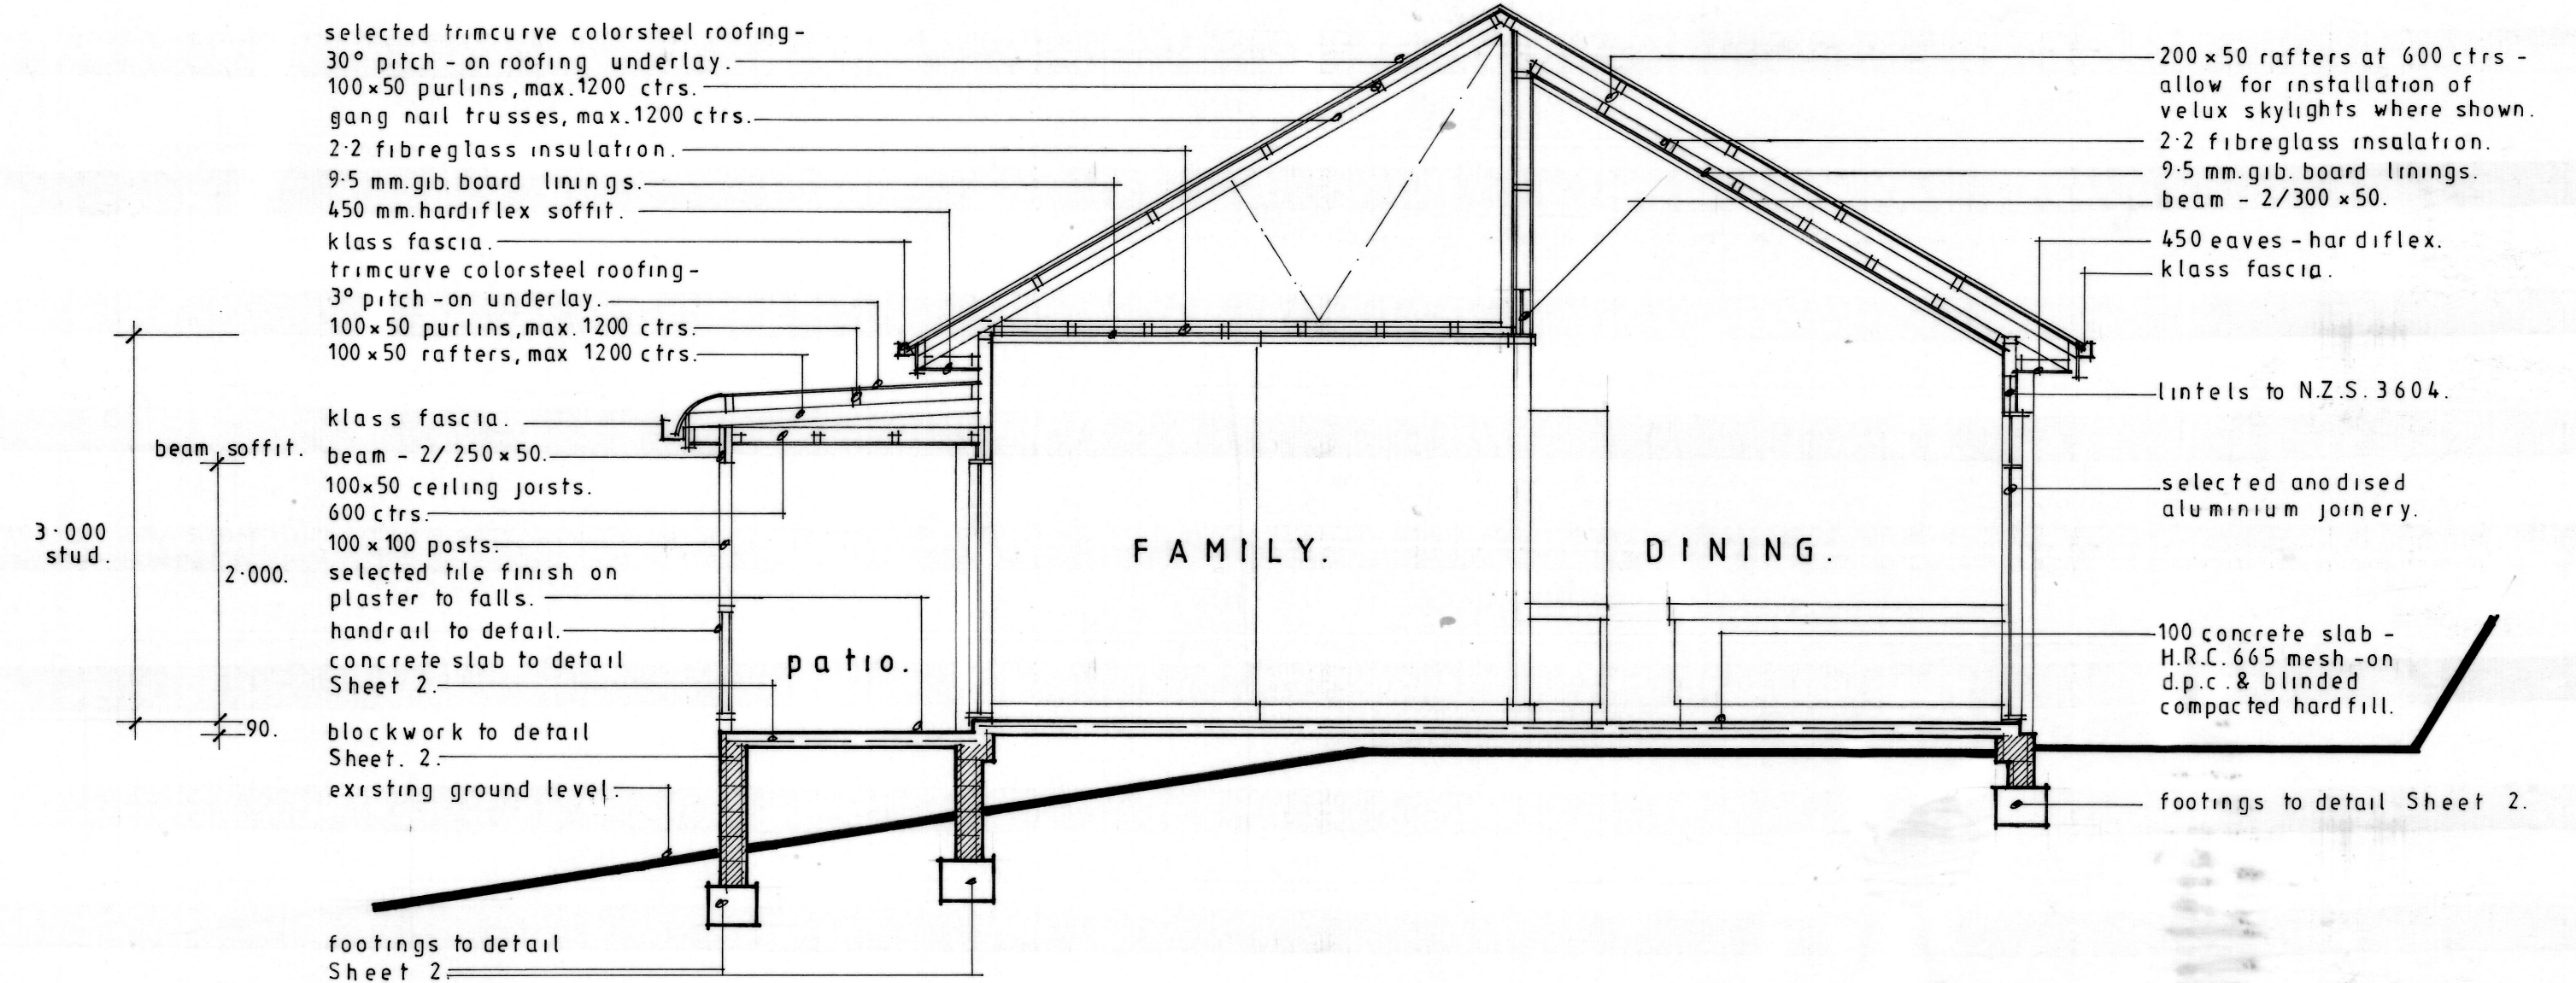 selected trimcurve colorsteel roofing-
30° pitch - on roofing underlay.
100×50 purlins, max. 1200 ctrs.
gang nail trusses, max. 1200 ctrs.
2·2 fibreglass insulation.
9·5 mm. gib. board linings.
450 mm. hardiflex soffit.
klass fascia.
trimcurve colorsteel roofing-
3° pitch - on underlay.
100×50 purlins, max. 1200 ctrs.
100×50 rafters, max 1200 ctrs.
klass fascia.
beam soffit.
beam - 2/250×50.
100×50 ceiling joists.
600 ctrs.
3·000
stud.
2·000.
100×100 posts.
selected tile finish on
plaster to falls.
handrail to detail.
concrete slab to detail
Sheet 2.
90.
blockwork to detail
Sheet. 2.
existing ground level.
footings to detail
Sheet 2.
patio.
FAMILY.
DINING.
200×50 rafters at 600 ctrs -
allow for installation of
velux skylights where shown.
2·2 fibreglass insalation.
9·5 mm. gib. board linings.
beam - 2/300×50.
450 eaves - hardiflex.
klass fascia.
lintels to N.Z.S. 3604.
selected anodised
aluminium joinery.
100 concrete slab -
H.R.C. 665 mesh - on
d.p.c. & blinded
compacted hardfill.
footings to detail Sheet 2.